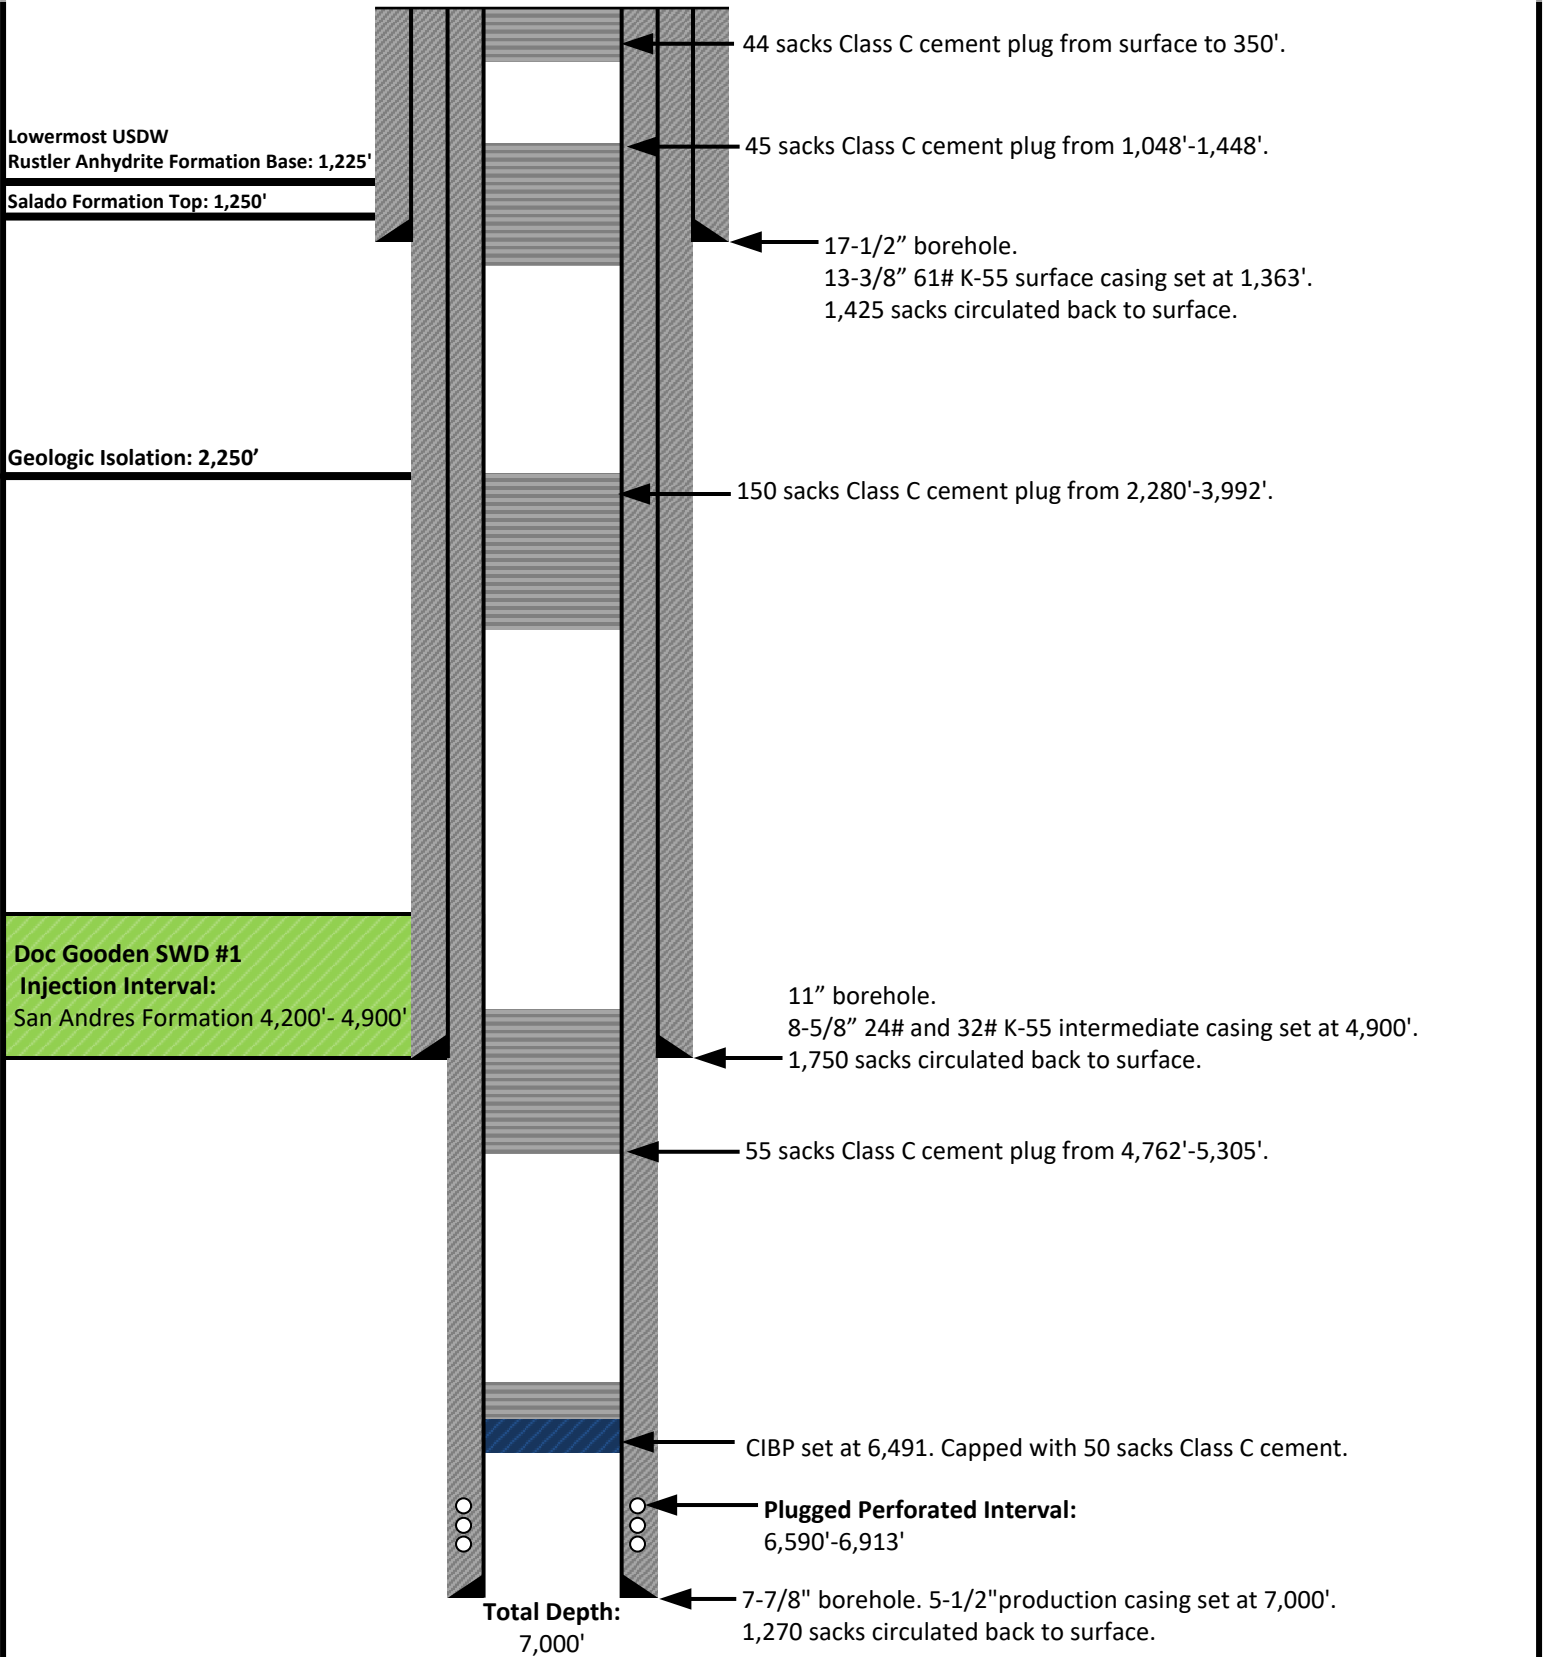 44 sacks Class C cement plug from surface to 350'.
Lowermost USDW
Rustler Anhydrite Formation Base: 1,225'
45 sacks Class C cement plug from 1,048'-1,448'.
Salado Formation Top: 1,250'
17-1/2” borehole.
13-3/8” 61# K-55 surface casing set at 1,363'.
1,425 sacks circulated back to surface.
Geologic Isolation: 2,250’
150 sacks Class C cement plug from 2,280'-3,992'.
Doc Gooden SWD #1
Injection Interval:
San Andres Formation 4,200'- 4,900'
11” borehole.
8-5/8” 24# and 32# K-55 intermediate casing set at 4,900'.
1,750 sacks circulated back to surface.
55 sacks Class C cement plug from 4,762'-5,305'.
CIBP set at 6,491. Capped with 50 sacks Class C cement.
Plugged Perforated Interval:
6,590'-6,913'
7-7/8" borehole. 5-1/2"production casing set at 7,000'.
1,270 sacks circulated back to surface.
Total Depth:
7,000'